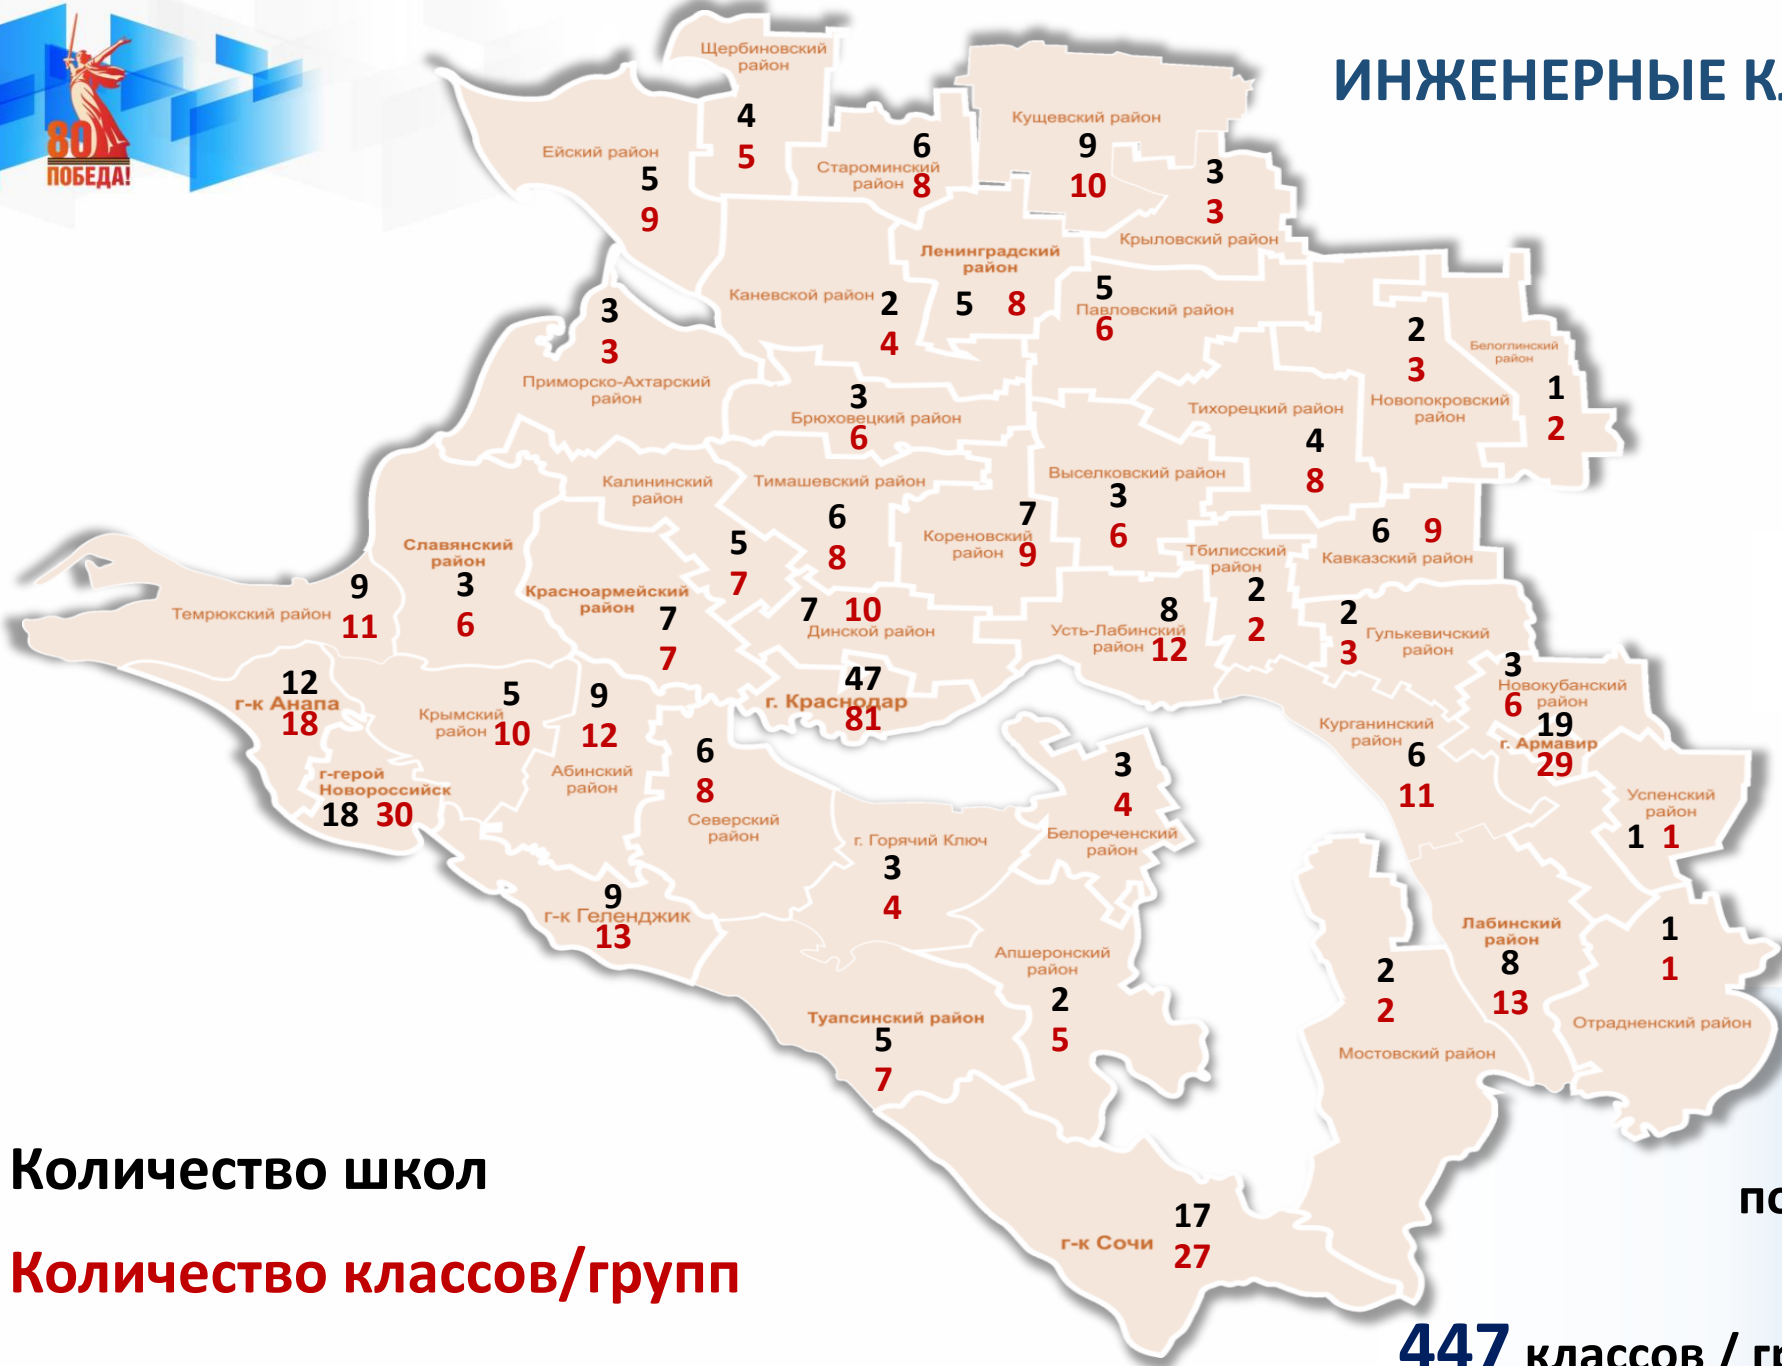 80
ПОБЕДА!
ИНЖЕНЕРНЫЕ
Щербиновский
район
4
5
Ейский район
5
9
Староминский
район
6
8
Кущевский район
9
10
3
3
Крыловский район
Ленинградский
район
5 8
Каневской район
2
4
5
Павловский район
6
2
3
Новопокровский
район
Белоглинский
район
1
2
3
3
Приморско-Ахтарский
район
3
Брюховецкий район
6
Тихорецкий район
4
8
Калининский
район
5
7
Тимашевский район
6
8
Выселковский район
3
6
7
Кореновский
район
9
6 9
Кавказский район
Тбилисский
район
2
2
Славянский
район
3
6
Красноармейский
район
7
7
Темрюкский район
9
11
7 10
Динской район
Усть-Лабинский
район
8
12
2
3
Гулькевичский
район
12
г-к Анапа
18
Крымский
район
5
10
9
12
Абинский
район
47
г. Краснодар
81
3
Новокубанский
район
6
19
г. Армавир
29
Курганинский
район
6
11
г-герой
Новороссийск
18 30
6
8
Северский
район
3
4
Белореченский
район
Успенский
район
1 1
г. Горячий Ключ
3
4
9
г-к Геленджик
13
Апшеронский
район
2
5
Лабинский
район
8
13
1
1
Отрадненский район
2
2
Мостовский район
Туапсинский район
5
7
Количество школ
Количество классов/групп
17
г-к Сочи
27
447 классов /